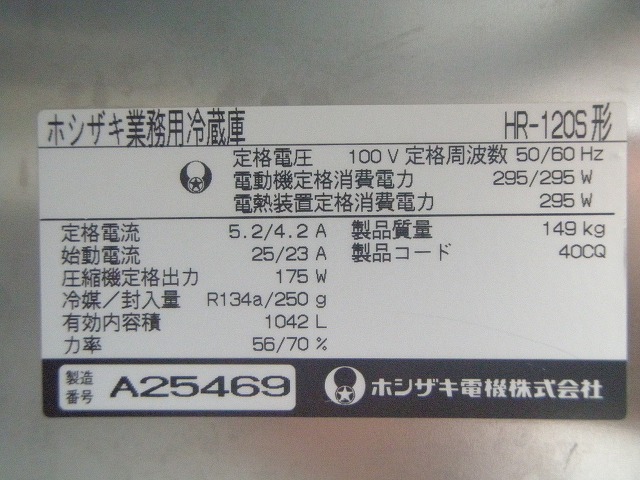 ホシザキ業務用冷蔵庫 HR-120S形
定格電圧 100V 定格周波数 50/60 Hz
電動機定格消費電力 295/295 W
電熱装置定格消費電力 295 W
定格電流 5.2/4.2 A 製品質量 149 kg
始動電流 25/23 A 製品コード 40CQ
圧縮機定格出力 175 W
冷媒/封入量 R134a/250 g
有効内容積 1042 L
力率 56/70 %
製造番号 A25469 ホシザキ電機株式会社